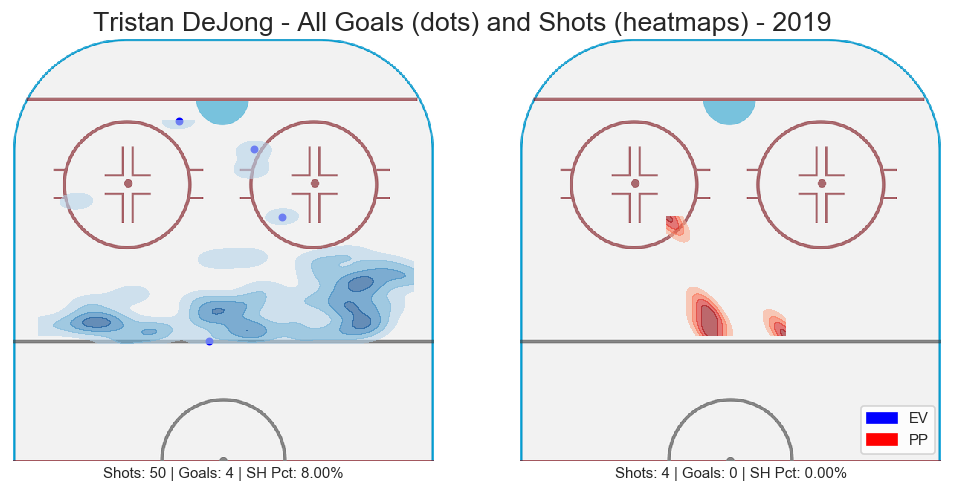 Tristan DeJong - All Goals (dots) and Shots (heatmaps) - 2019
EV
PP
Shots: 50 | Goals: 4 | SH Pct: 8.00%
Shots: 4 | Goals: 0 | SH Pct: 0.00%